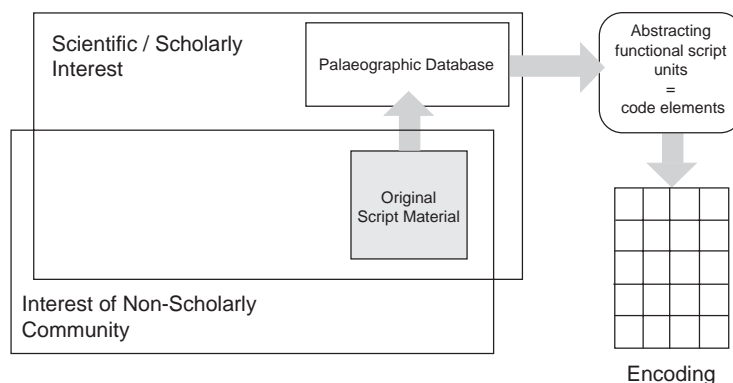 Scientific / Scholarly
Interest
Palaeographic Database
Abstracting
functional script
units
=
code elements
Original
Script Material
Interest of Non-Scholarly
Community
Encoding